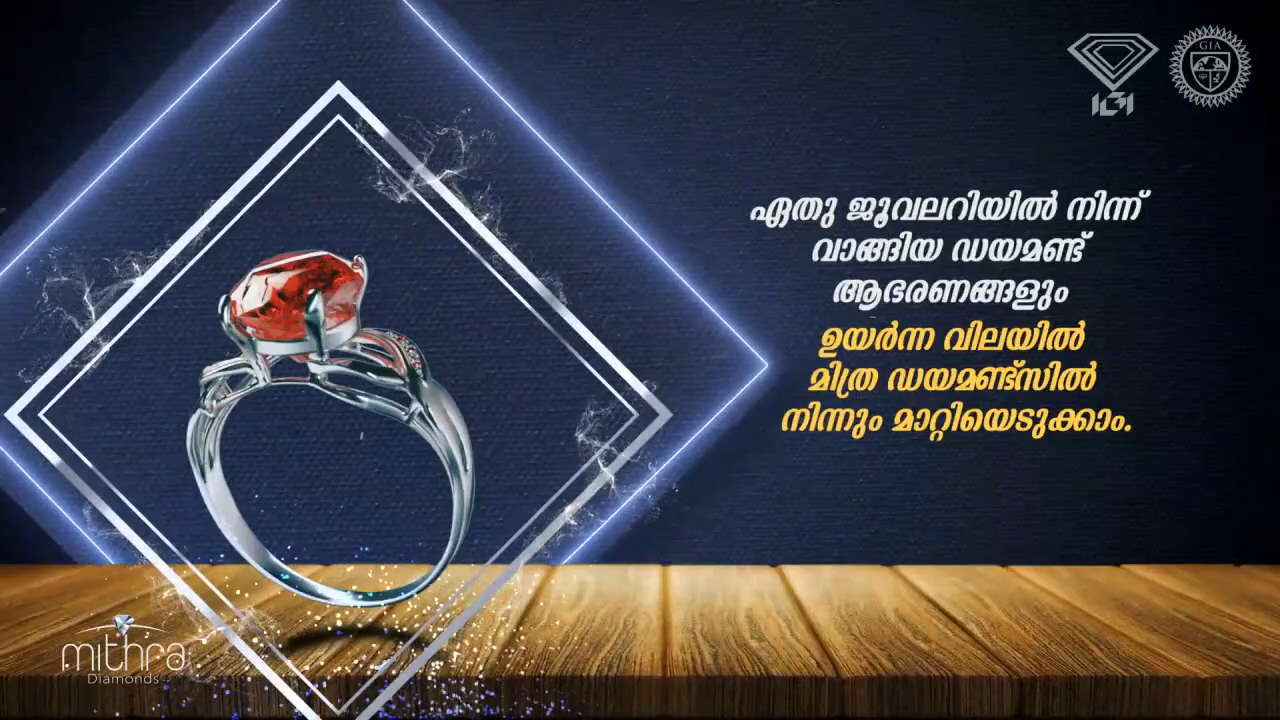 IGI
GIA
ഏതു ജൂവലറിയിൽ നിന്ന്
വാങ്ങിയ ഡയമണ്ട്
ആഭരണങ്ങളും
ഉയർന്ന വിലയിൽ
മിത്ര ഡയമണ്ട്സിൽ
നിന്നും മാറ്റിയെടുക്കാം.
mithra
Diamonds